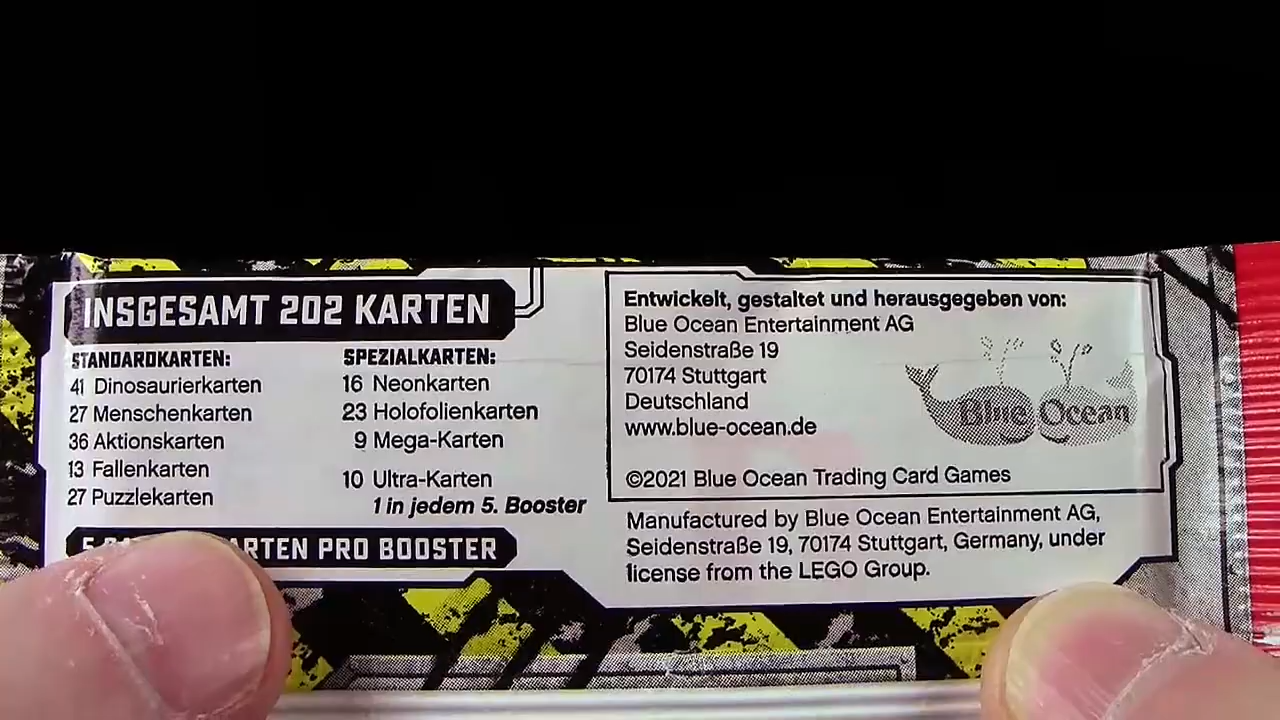 INSGESAMT 202 KARTEN
STANDARDKARTEN:
41 Dinosaurierkarten
27 Menschenkarten
36 Aktionskarten
13 Fallenkarten
27 Puzzlekarten
SPEZIALKARTEN:
16 Neonkarten
23 Holofolienkarten
9 Mega-Karten
10 Ultra-Karten
1 in jedem 5. Booster
PRO BOOSTER
Entwickelt, gestaltet und herausgegeben von:
Blue Ocean Entertainment AG
Seidenstraße 19
70174 Stuttgart
Deutschland
www.blue-ocean.de
Blue Ocean
©2021 Blue Ocean Trading Card Games
Manufactured by Blue Ocean Entertainment AG,
Seidenstraße 19, 70174 Stuttgart, Germany, under
license from the LEGO Group.